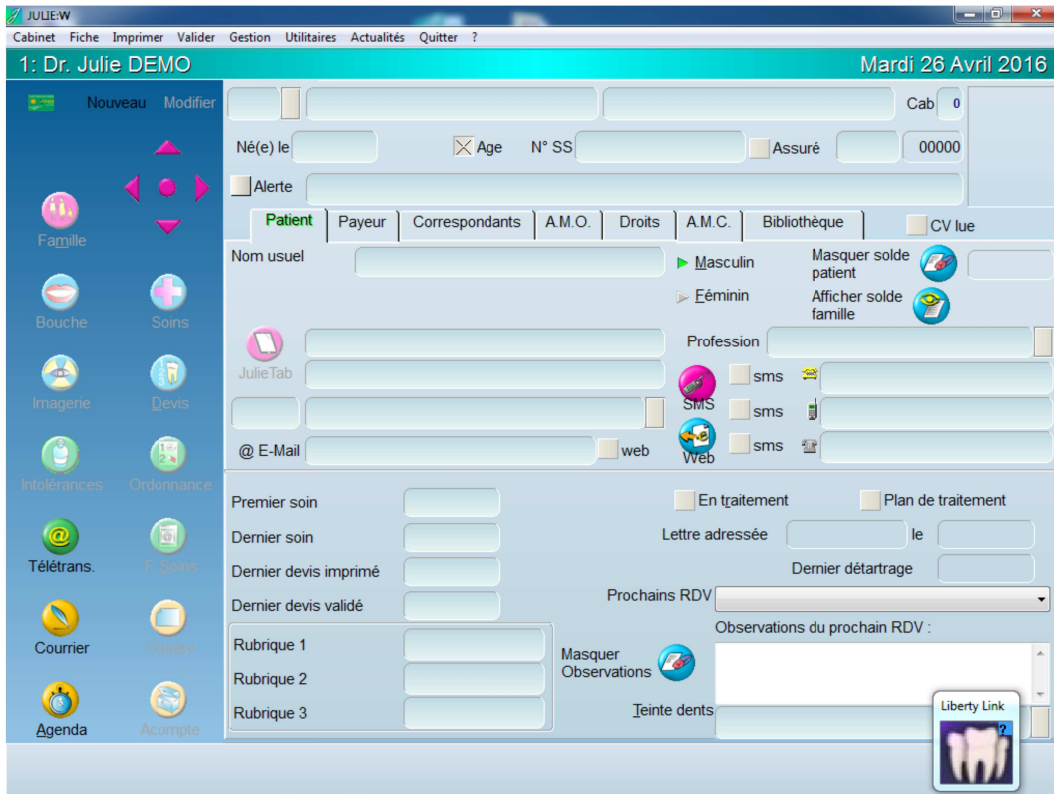 JULIE:W
Cabinet Fiche Imprimer Valider Gestion Utilitaires Actualités Quitter ?
1: Dr. Julie DEMO Mardi 26 Avril 2016
Nouveau Modifier Cab 0
Né(e) le Age N° SS Assuré 00000
Alerte
Patient Payeur Correspondants A.M.O. Droits A.M.C. Bibliothèque CV lue
Famille
Nom usuel Masculin Masquer solde patient
Féminin Afficher solde famille
Bouche Soins
Profession
JulieTab sms
Imagerie Devis SMS sms
@ E-Mail web Web sms
Intolérances Ordonnance
Premier soin En traitement Plan de traitement
Dernier soin Lettre adressée le
Télétrans. F. Soins
Dernier devis imprimé Dernier détartrage
Dernier devis validé Prochains RDV
Observations du prochain RDV :
Rubrique 1
Courrier
Masquer Observations
Rubrique 2
Rubrique 3 Teinte dents
Liberty Link
Agenda Acompte